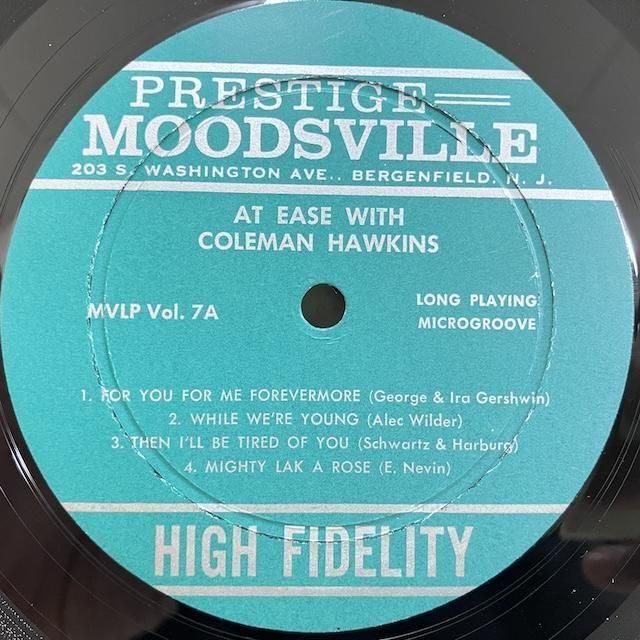 PRESTIGE
MOODSVILLE
203 S. WASHINGTON AVE., BERGENFIELD, N. J.
AT EASE WITH
COLEMAN HAWKINS
MVLP Vol. 7A
LONG PLAYING
MICROGROOVE
1. FOR YOU FOR ME FOREVERMORE (George & Ira Gershwin)
2. WHILE WE'RE YOUNG (Alec Wilder)
3. THEN I'LL BE TIRED OF YOU (Schwartz & Harburg)
4. MIGHTY LAK A ROSE (E. Nevin)
HIGH FIDELITY